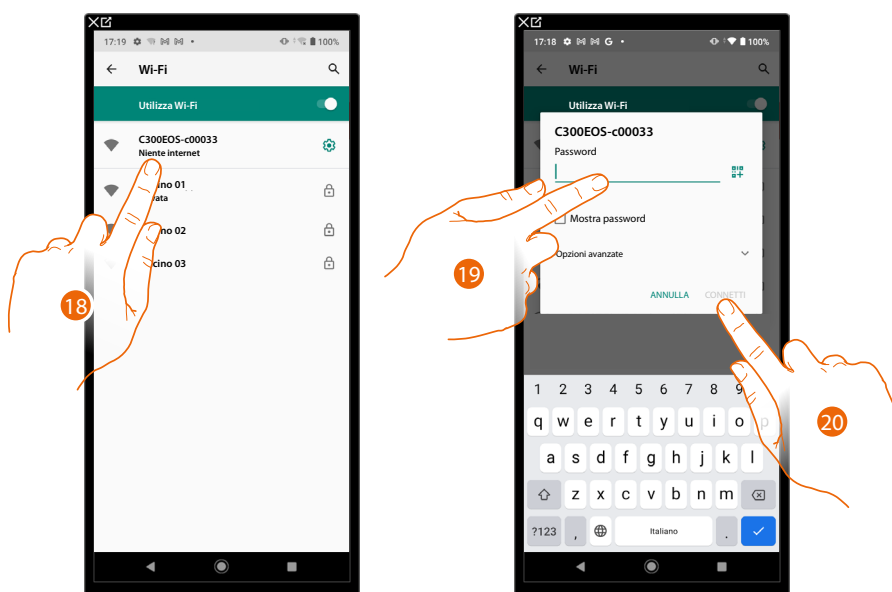 17:19
100%
Wi-Fi
Utilizza Wi-Fi
C300EOS-c00033
Niente internet
ino 01
ata
no 02
cino 03
18
17:18 G
100%
Wi-Fi
Utilizza Wi-Fi
C300EOS-c00033
Password
Mostra password
Opzioni avanzate
ANNULLA CONNETTI
19
1 2 3 4 5 6 7 8 9
q w e r t y u i o p
a s d f g h j k l
z x c v b n m
?123 , Italiano .
20